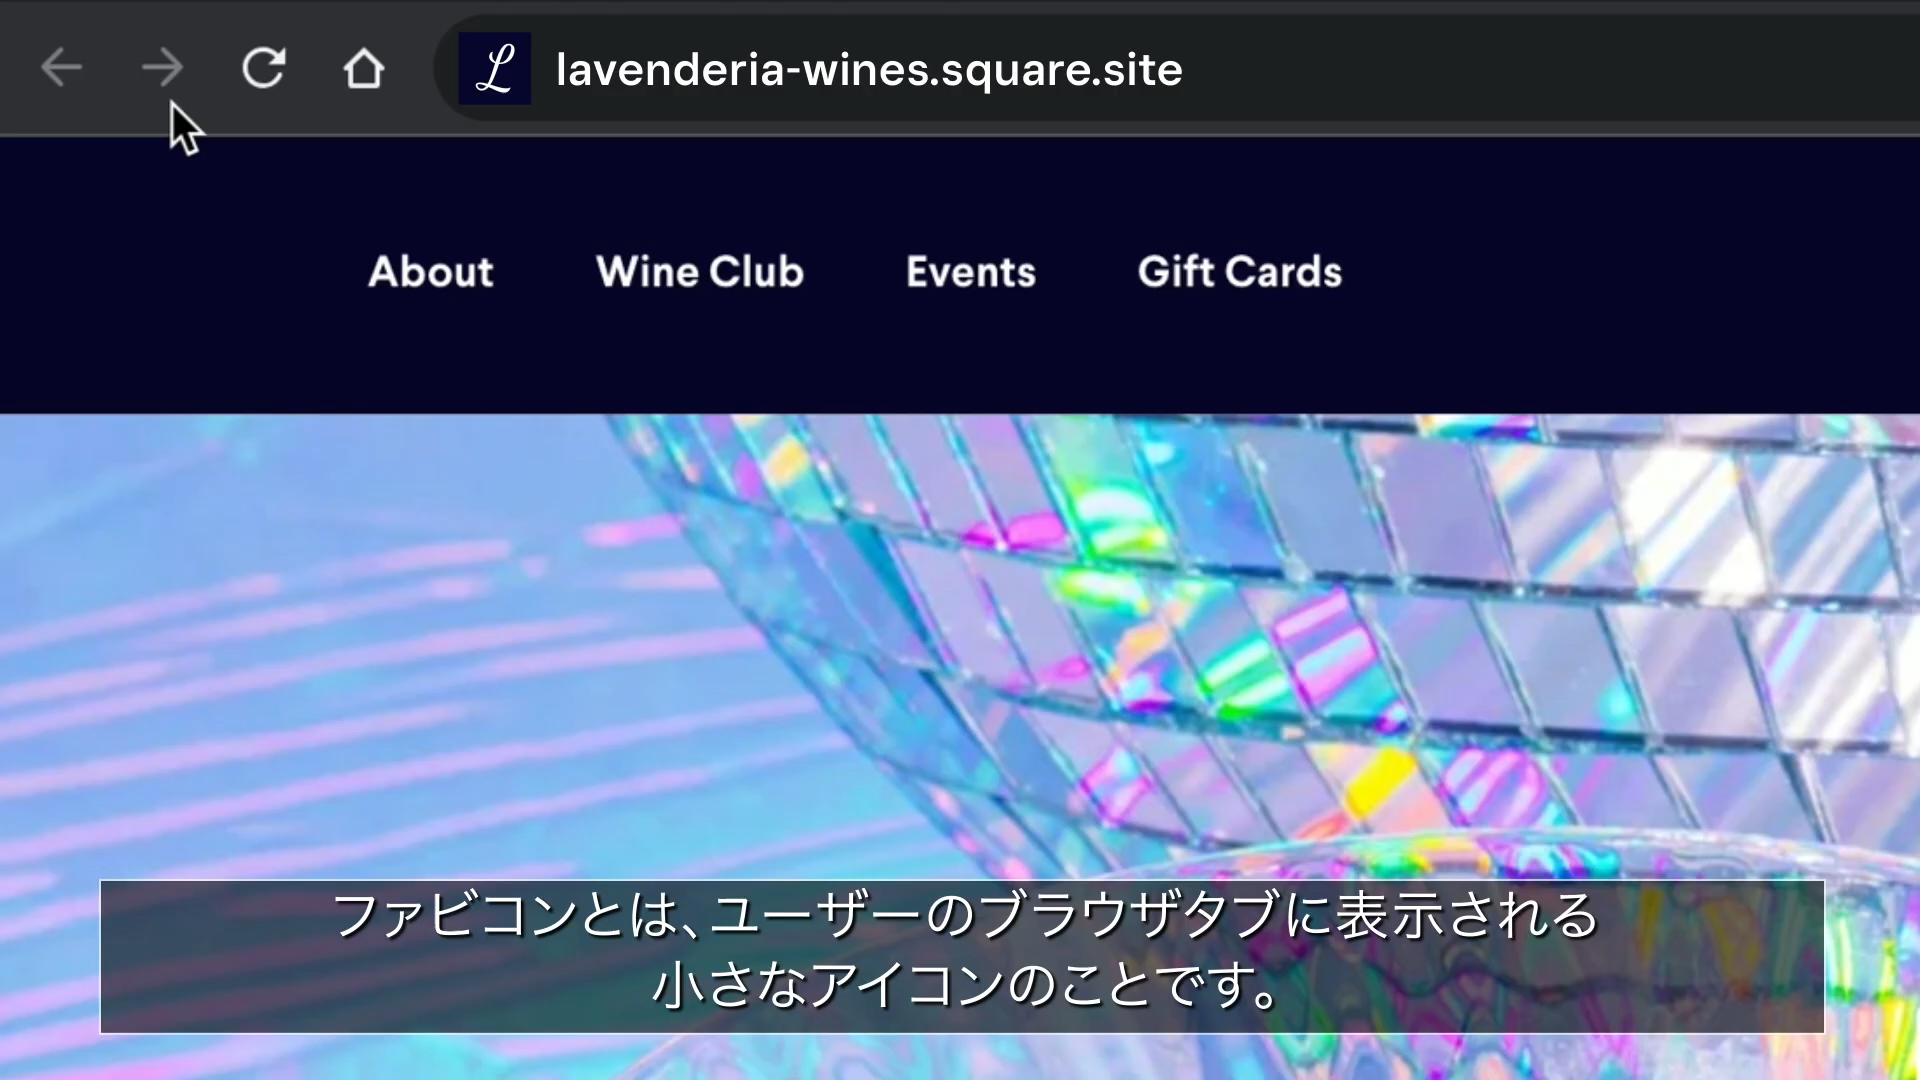 L lavenderia-wines.square.site
About Wine Club Events Gift Cards
ファビコンとは、ユーザーのブラウザタブに表示される
小さなアイコンのことです。